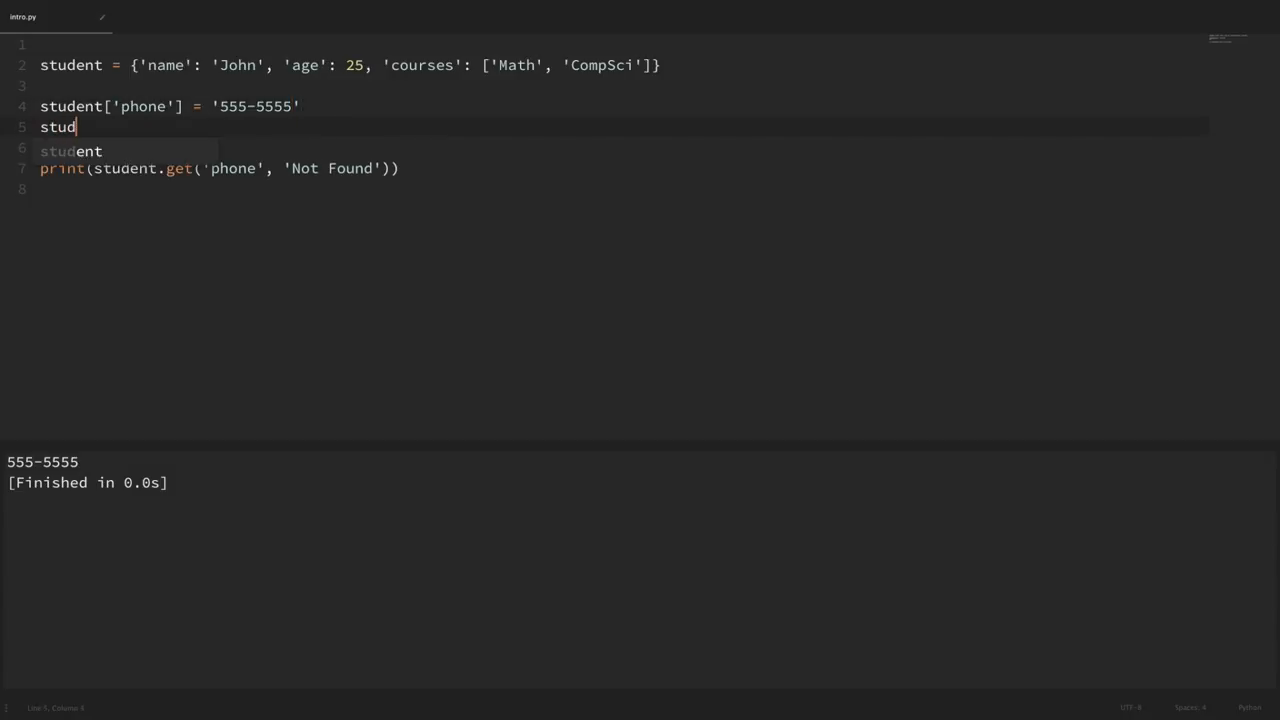 intro.py
1
2 student = {'name': 'John', 'age': 25, 'courses': ['Math', 'CompSci']}
3
4 student['phone'] = '555-5555'
5 stud
6 student
7 print(student.get('phone', 'Not Found'))
8
555-5555
[Finished in 0.0s]
Line 5, Column 4 UTF-8 Spaces: 4 Python